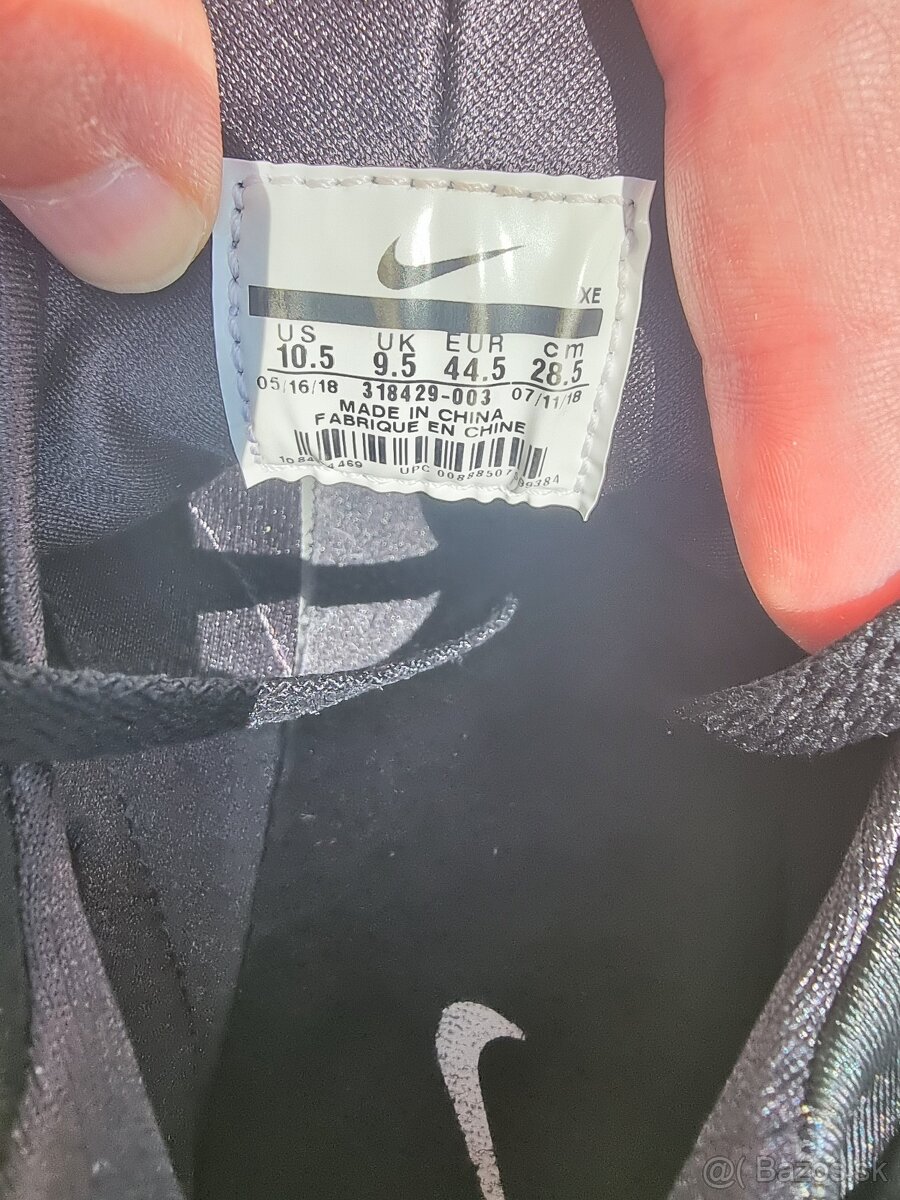 XE
US UK EUR cm
10.5 9.5 44.5 28.5
05/16/18 318429-003 07/11/18
MADE IN CHINA
FABRIQUE EN CHINE
UPC
@( Bazoš.sk